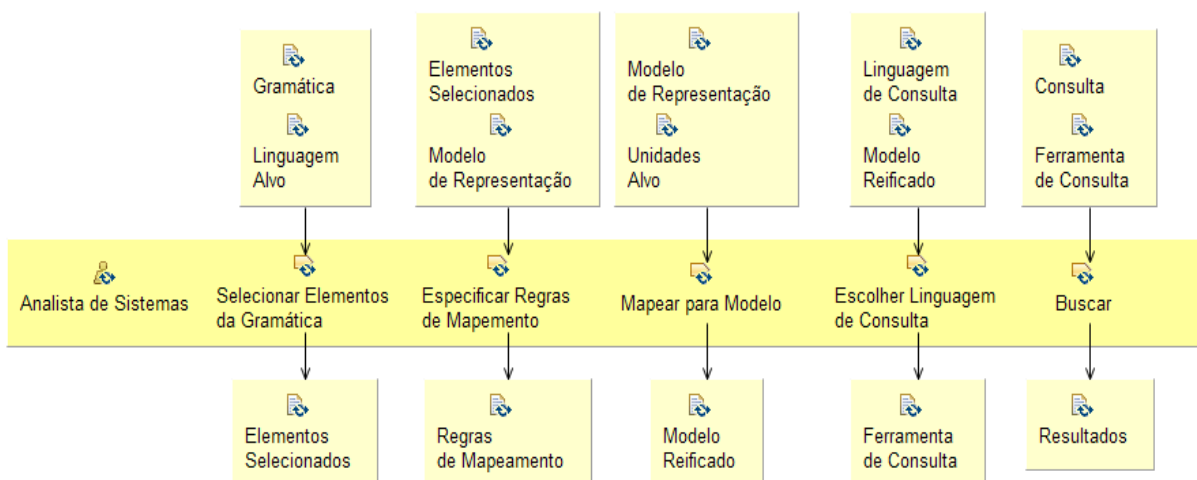 Gramática
Linguagem
Alvo
Elementos
Selecionados
Modelo
de Representação
Modelo
de Representação
Unidades
Alvo
Linguagem
de Consulta
Modelo
Reificado
Consulta
Ferramenta
de Consulta
Analista de Sistemas
Selecionar Elementos
da Gramática
Especificar Regras
de Mapemento
Mapear para Modelo
Escolher Linguagem
de Consulta
Buscar
Elementos
Selecionados
Regras
de Mapeamento
Modelo
Reificado
Ferramenta
de Consulta
Resultados